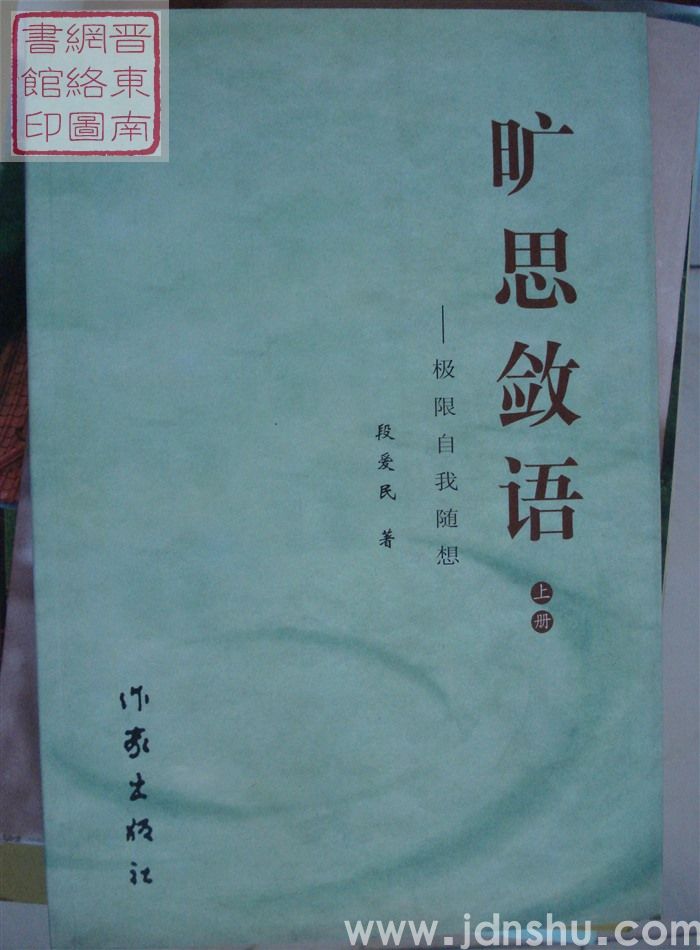 晋東南
網絡圖
書館印
旷思敛语
上册
——极限自我随想
段爱民 著
作家出版社
www.jdnshu.com